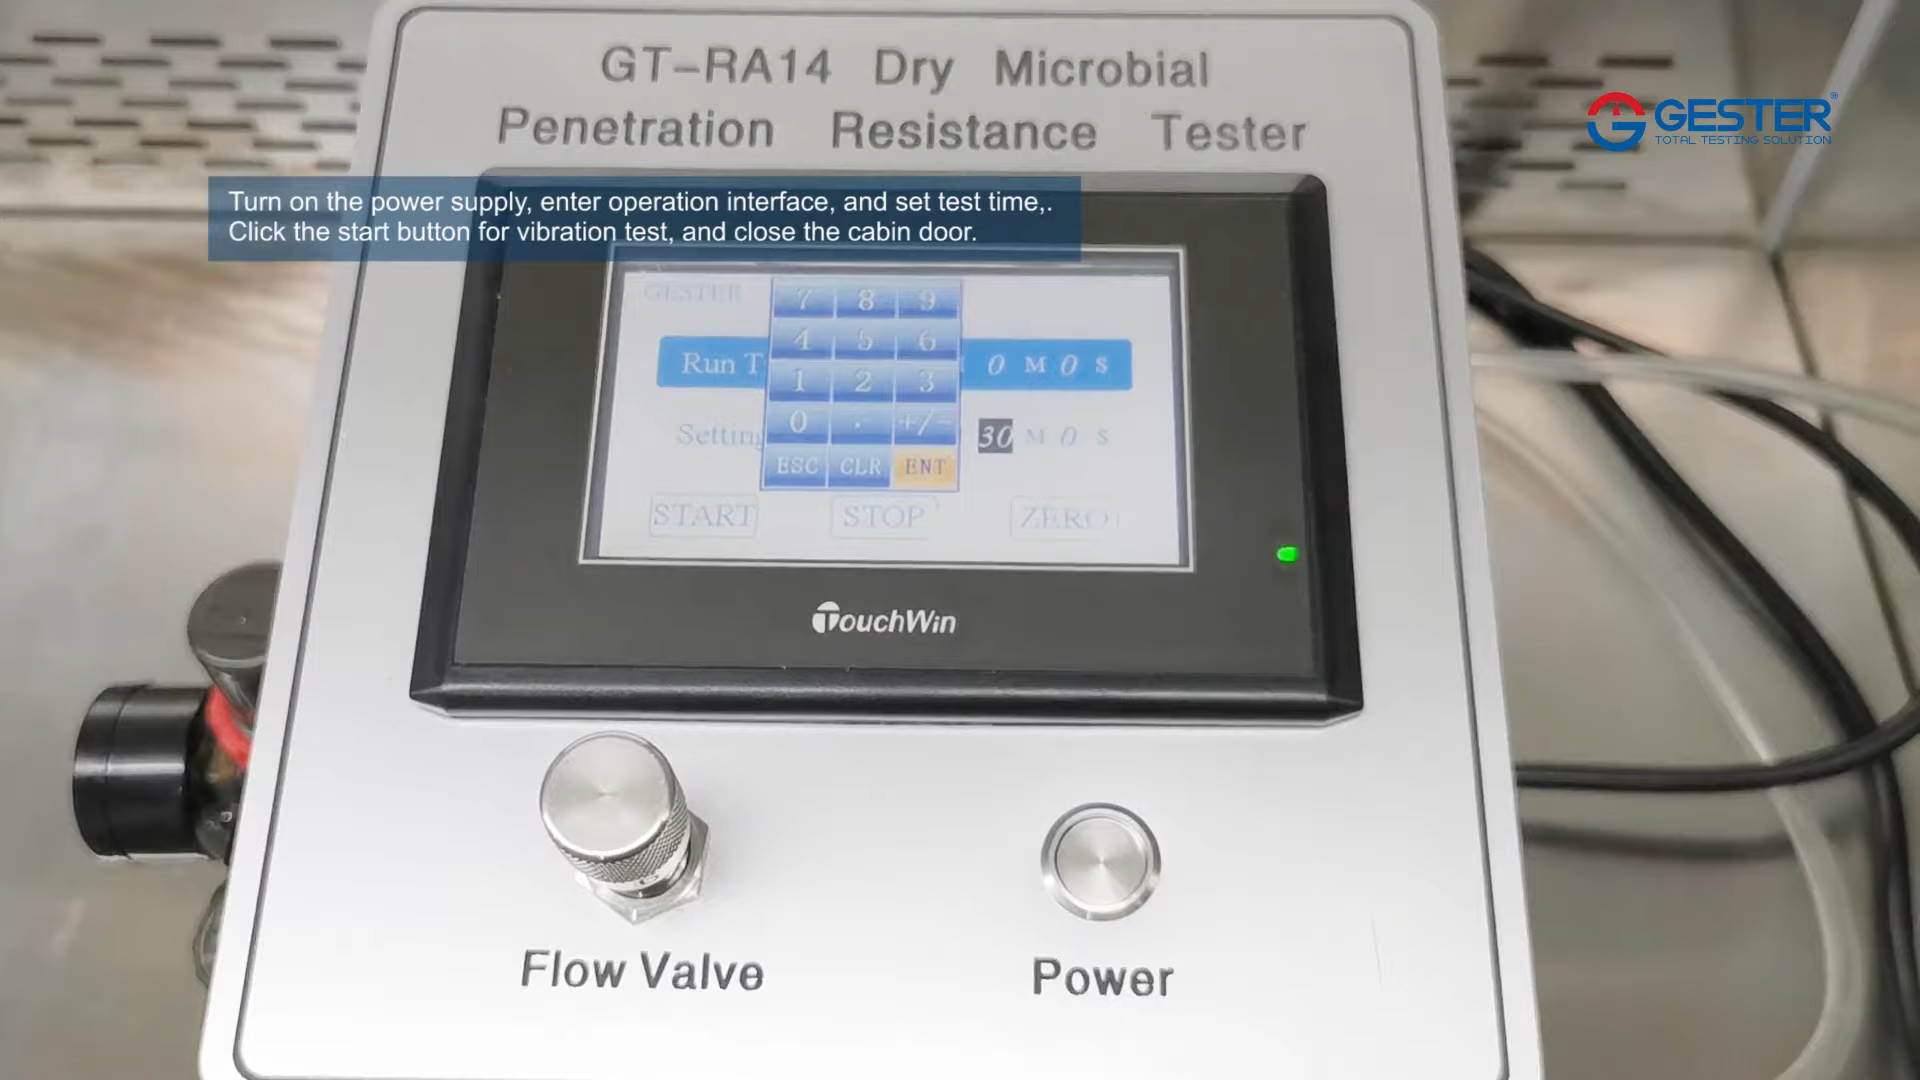 GT-RA14 Dry Microbial
Penetration Resistance Tester
GESTER®
TOTAL TESTING SOLUTION
Turn on the power supply, enter operation interface, and set test time,.
Click the start button for vibration test, and close the cabin door.
GESTER
7 8 9
4 5 6
Run T 0 M 0 S
1 2 3
0 . +/-
Setting 30 M 0 S
ESC CLR ENT
START STOP ZERO
TouchWin
Flow Valve
Power